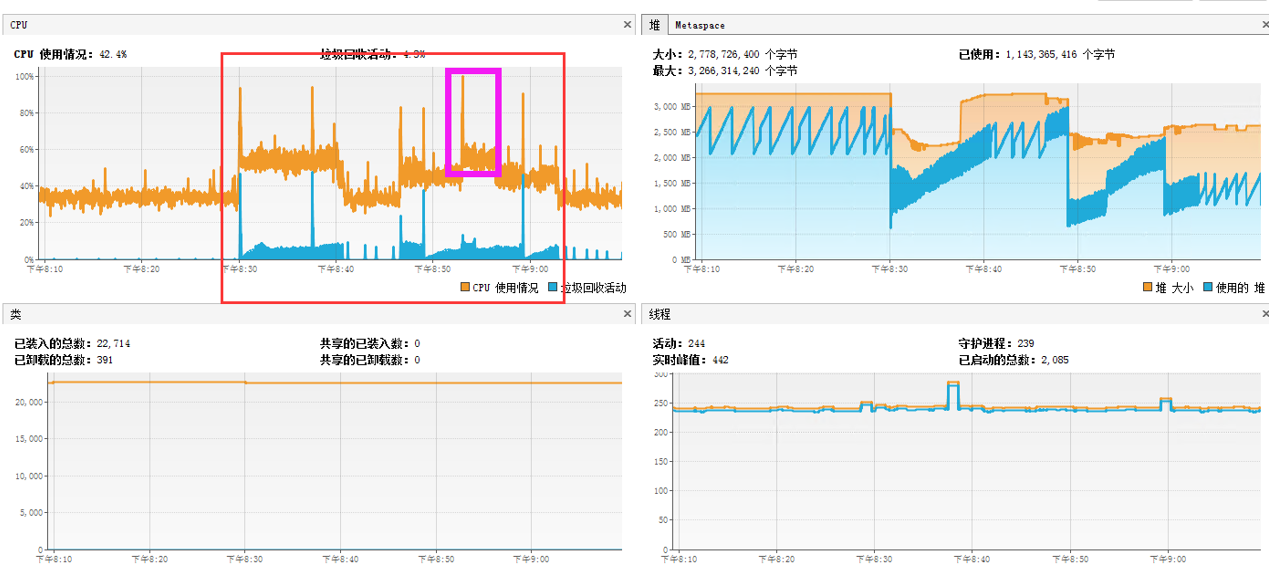 CPU
CPU 使用情况: 42.4%
垃圾回收活动: 4.3%
100%
80%
60%
40%
20%
0%
下午8:10
下午8:20
下午8:30
下午8:40
下午8:50
下午9:00
CPU 使用情况
垃圾回收活动
堆
Metaspace
大小: 2,778,726,400 个字节
已使用: 1,143,365,416 个字节
最大: 3,266,314,240 个字节
3,000 MB
2,500 MB
2,000 MB
1,500 MB
1,000 MB
500 MB
0 MB
下午8:10
下午8:20
下午8:30
下午8:40
下午8:50
下午9:00
堆 大小
使用的 堆
类
已装入的总数: 22,714
共享的已装入数: 0
已卸载的总数: 391
共享的已卸载数: 0
20,000
15,000
10,000
5,000
0
下午8:10
下午8:20
下午8:30
下午8:40
下午8:50
下午9:00
线程
活动: 244
守护进程: 239
实时峰值: 442
已启动的总数: 2,085
300
250
200
150
100
50
0
下午8:10
下午8:20
下午8:30
下午8:40
下午8:50
下午9:00